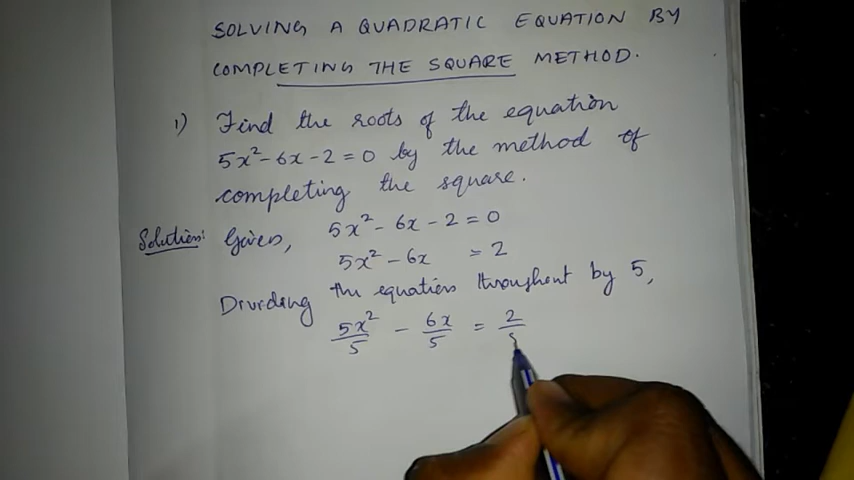 SOLVING A QUADRATIC EQUATION BY
COMPLETING THE SQUARE METHOD.
1) Find the roots of the equation
5x² - 6x - 2 = 0 by the method of
completing the square.
Solution: Given, 5x² - 6x - 2 = 0
5x² - 6x = 2
Dividing the equation throughout by 5,
5x²/5 - 6x/5 = 2/5